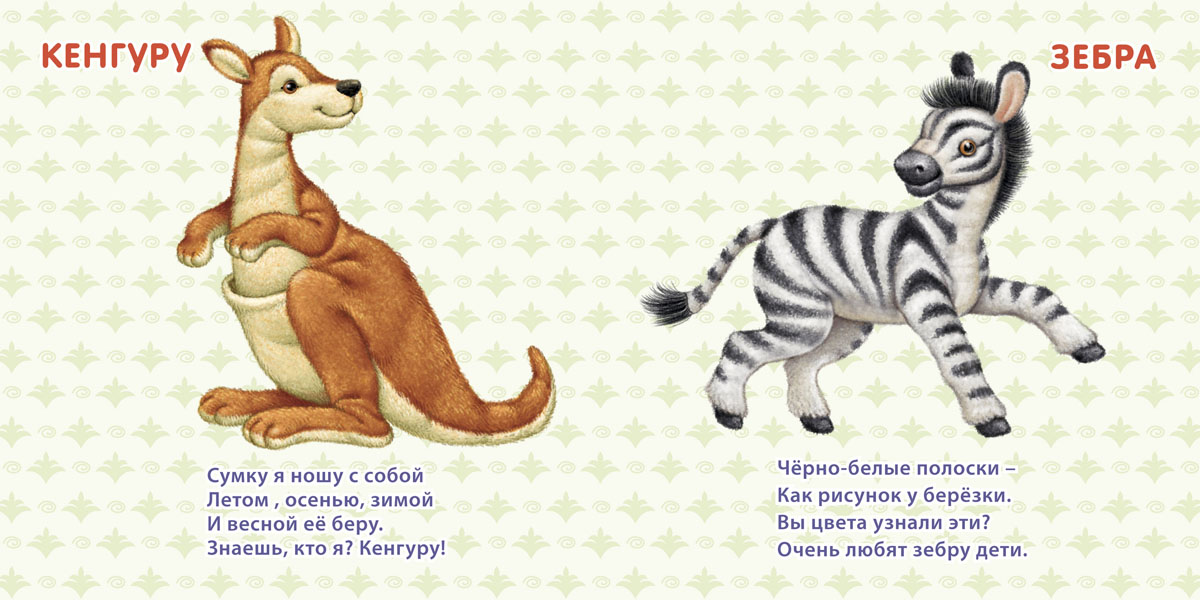 КЕНГУРУ
Сумку я ношу с собой
Летом , осенью, зимой
И весной её беру.
Знаешь, кто я? Кенгуру!
ЗЕБРА
Чёрно-белые полоски –
Как рисунок у берёзки.
Вы цвета узнали эти?
Очень любят зебру дети.